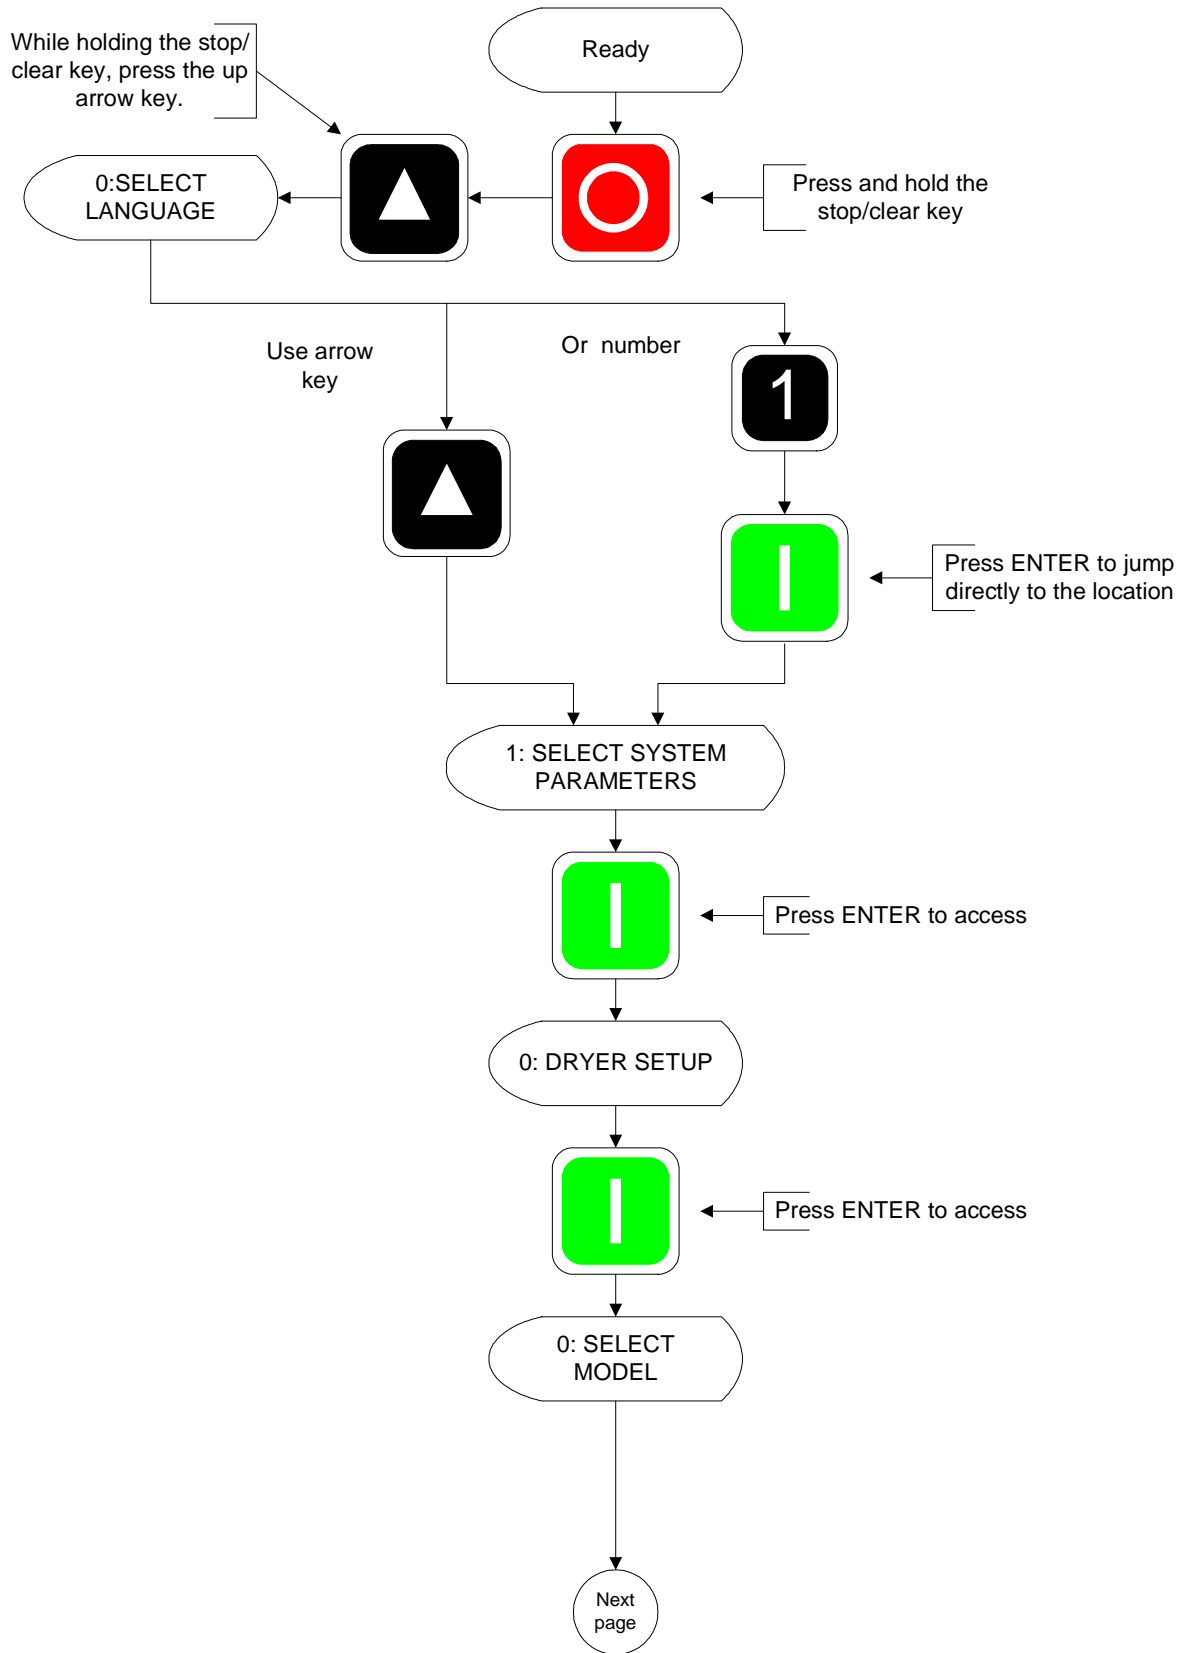 While holding the stop/
clear key, press the up
arrow key.
Ready
0:SELECT
LANGUAGE
Press and hold the
stop/clear key
Use arrow
key
Or number
1
Press ENTER to jump
directly to the location
1: SELECT SYSTEM
PARAMETERS
Press ENTER to access
0: DRYER SETUP
Press ENTER to access
0: SELECT
MODEL
Next
page